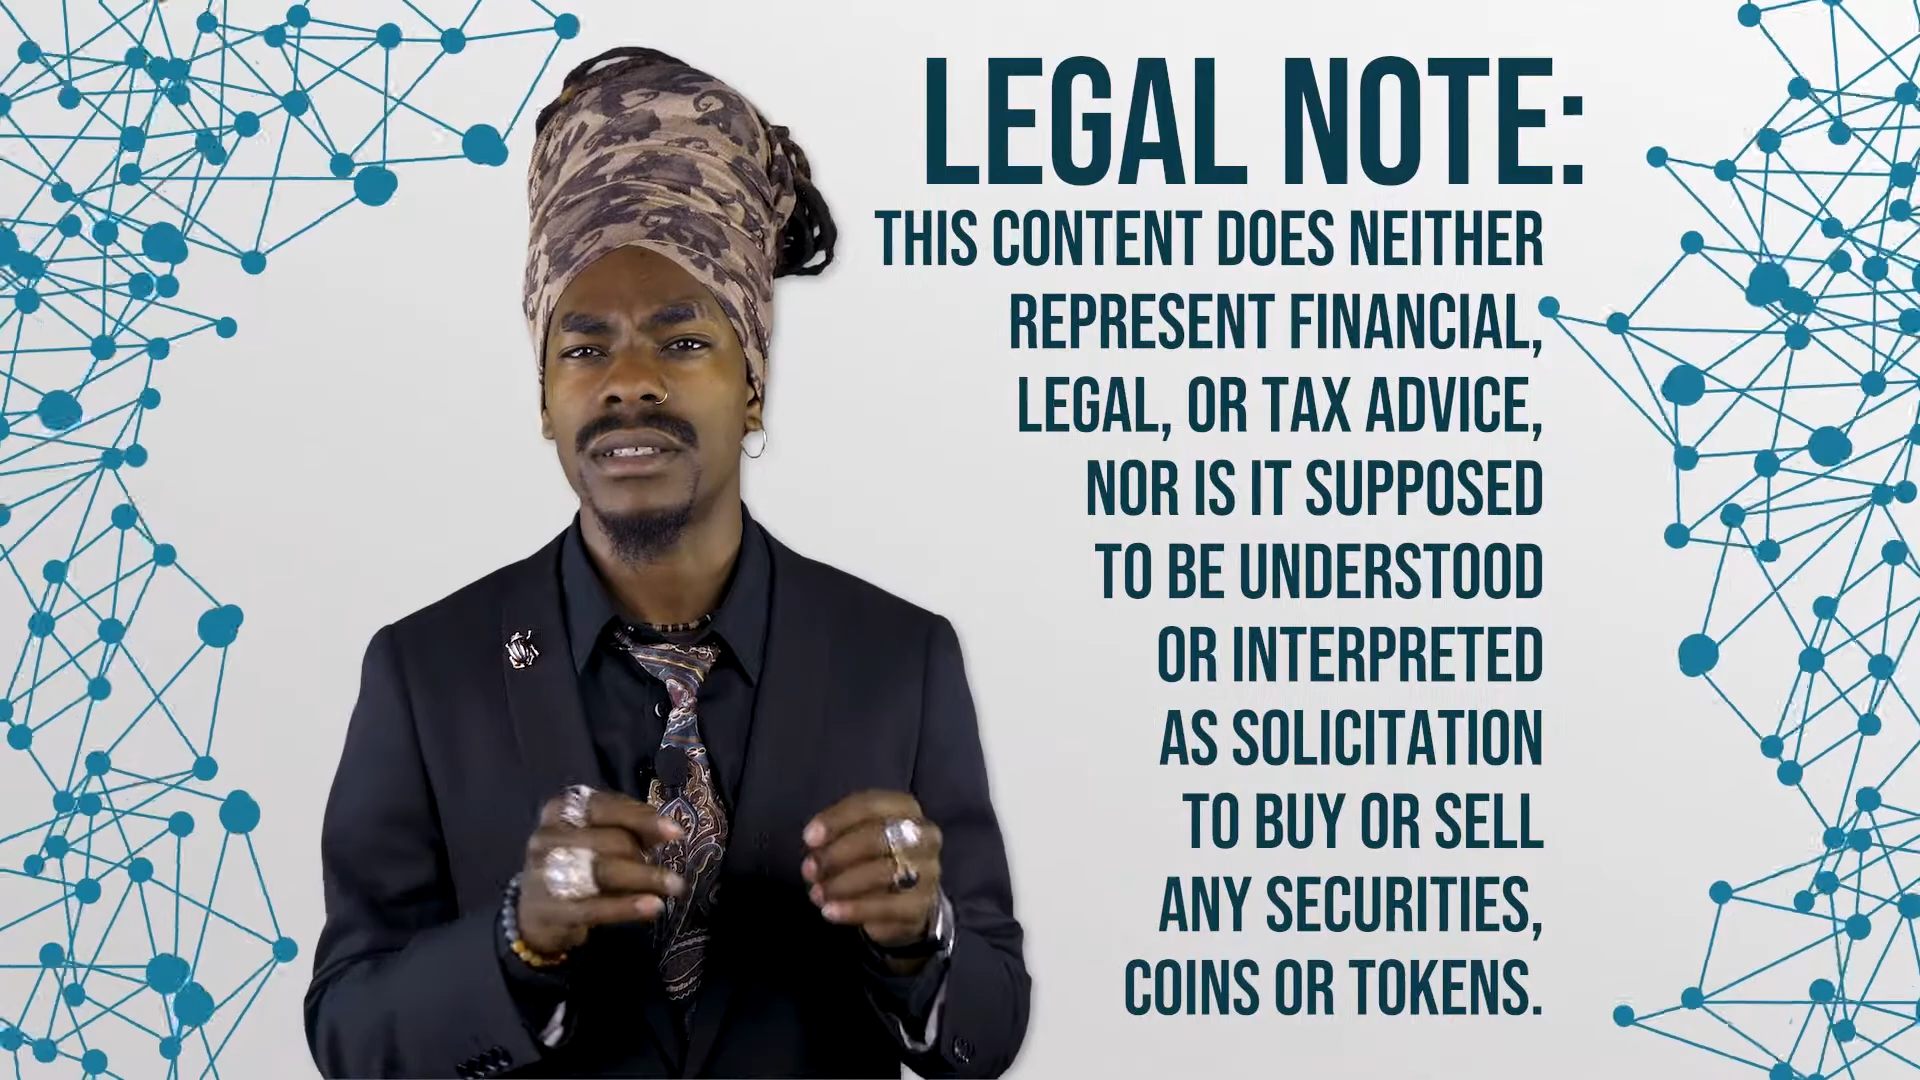 LEGAL NOTE:
THIS CONTENT DOES NEITHER
REPRESENT FINANCIAL,
LEGAL, OR TAX ADVICE,
NOR IS IT SUPPOSED
TO BE UNDERSTOOD
OR INTERPRETED
AS SOLICITATION
TO BUY OR SELL
ANY SECURITIES,
COINS OR TOKENS.